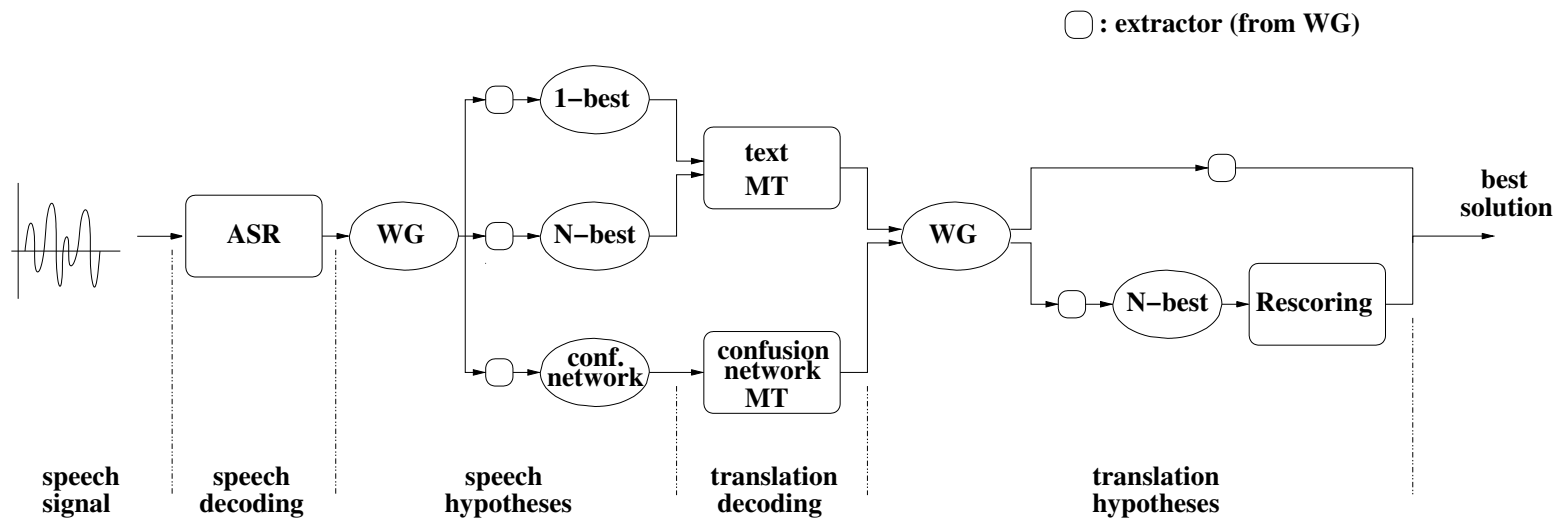 : extractor (from WG)
1–best
text
MT
best
solution
ASR
WG
N–best
WG
N–best
Rescoring
conf.
network
confusion
network
MT
speech
signal
speech
decoding
speech
hypotheses
translation
decoding
translation
hypotheses